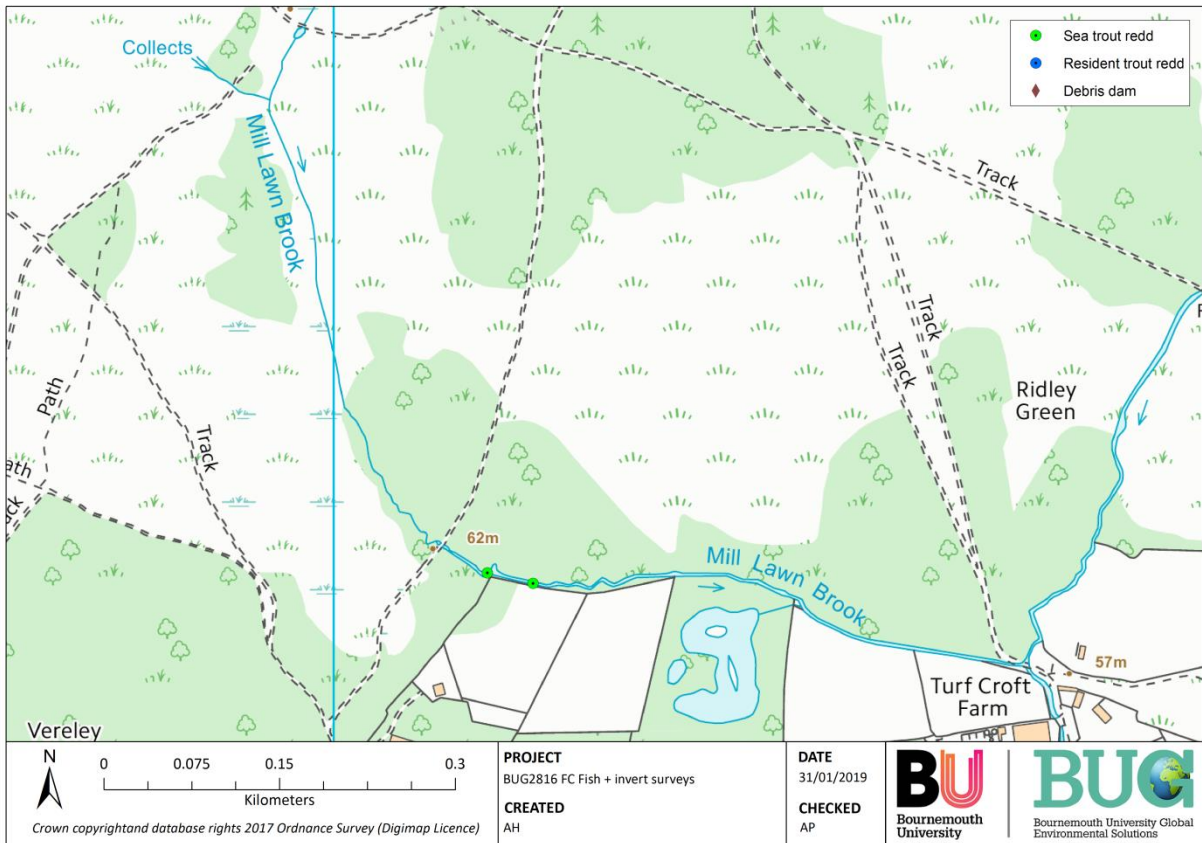 Collects
Mill Lawn Brook
Sea trout redd
Resident trout redd
Debris dam
Track
Track
Track
Path
Track
Ridley
Green
62m
Mill Lawn Brook
57m
Turf Croft
Farm
Vereley
N
0 0.075 0.15 0.3
Kilometers
Crown copyrightand database rights 2017 Ordnance Survey (Digimap Licence)
PROJECT
BUG2816 FC Fish + invert surveys
CREATED
AH
DATE
31/01/2019
CHECKED
AP
BU
Bournemouth
University
BUG
Bournemouth University Global
Environmental Solutions